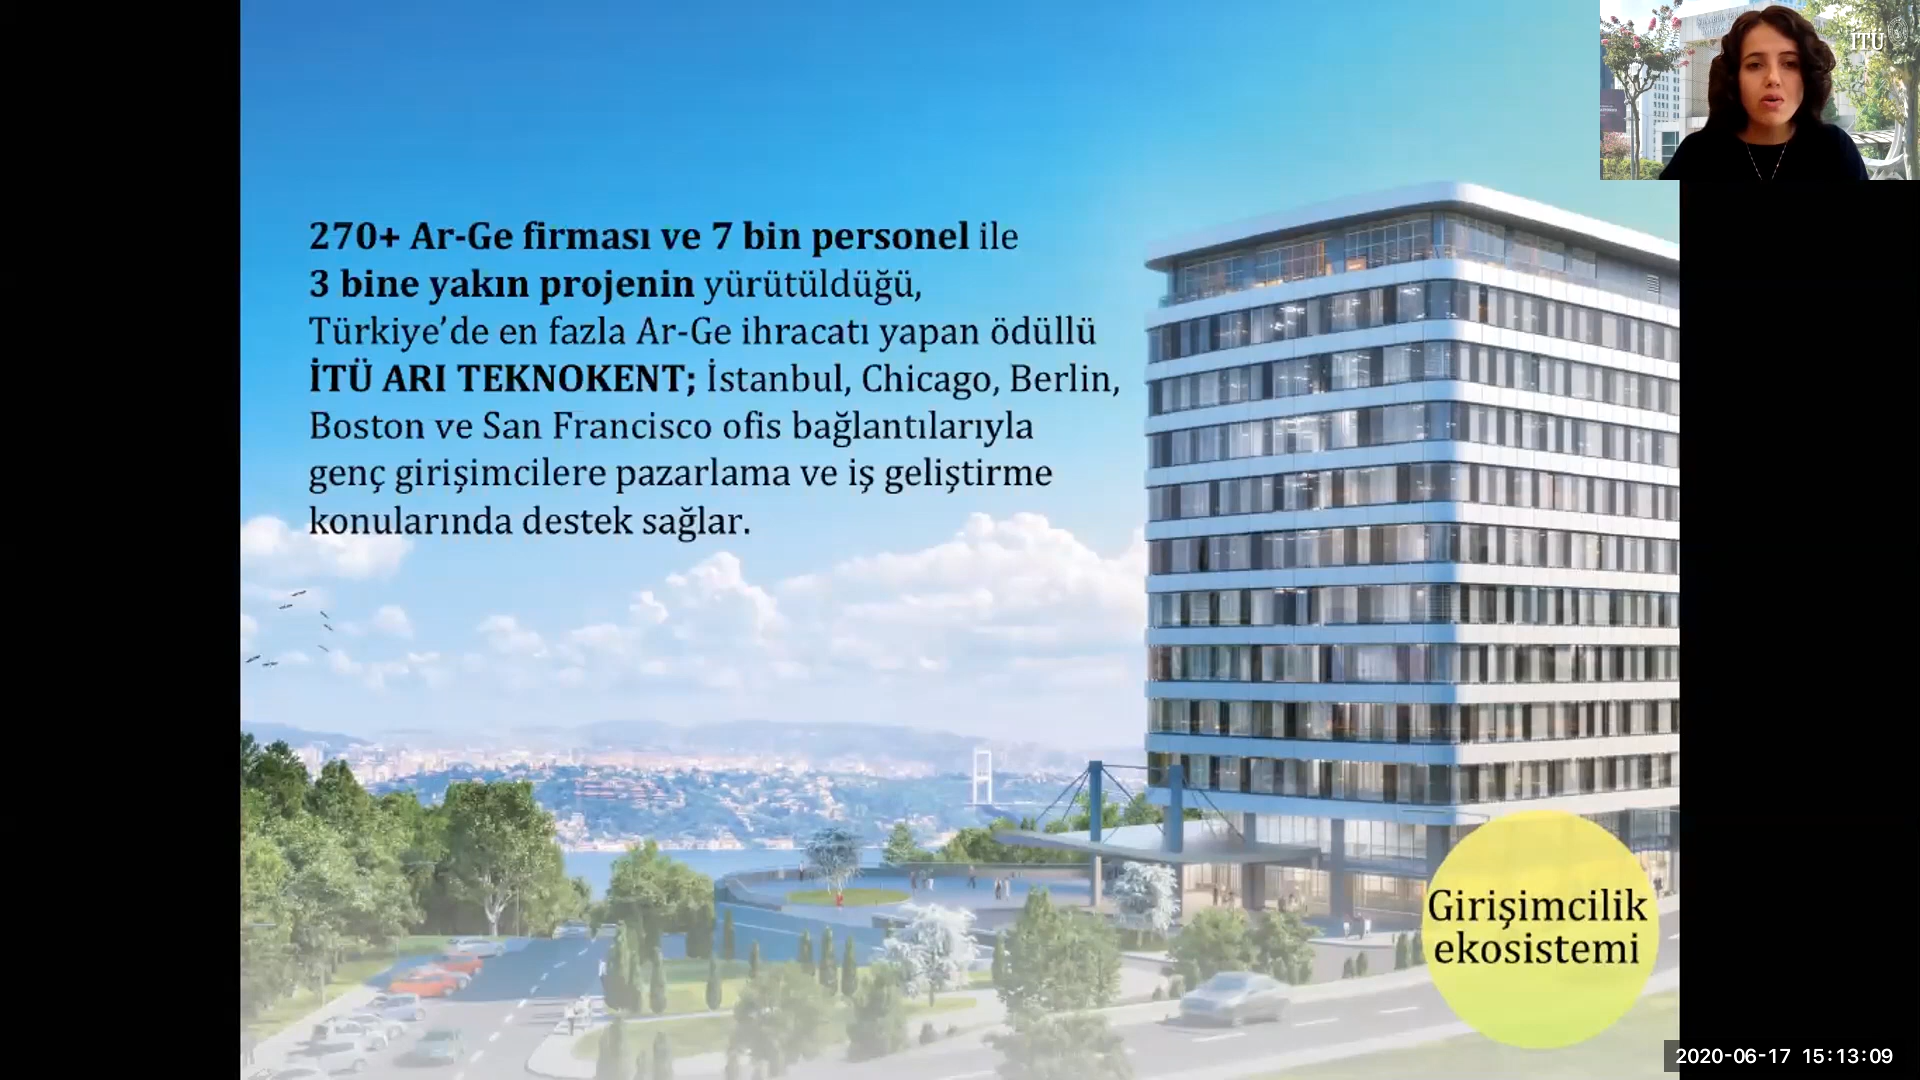 270+ Ar-Ge firması ve 7 bin personel ile
3 bine yakın projenin yürütüldüğü,
Türkiye’de en fazla Ar-Ge ihracatı yapan ödüllü
İTÜ ARI TEKNOKENT; İstanbul, Chicago, Berlin,
Boston ve San Francisco ofis bağlantılarıyla
genç girişimcilere pazarlama ve iş geliştirme
konularında destek sağlar.
Girişimcilik
ekosistemi
İTÜ
2020-06-17 15:13:09